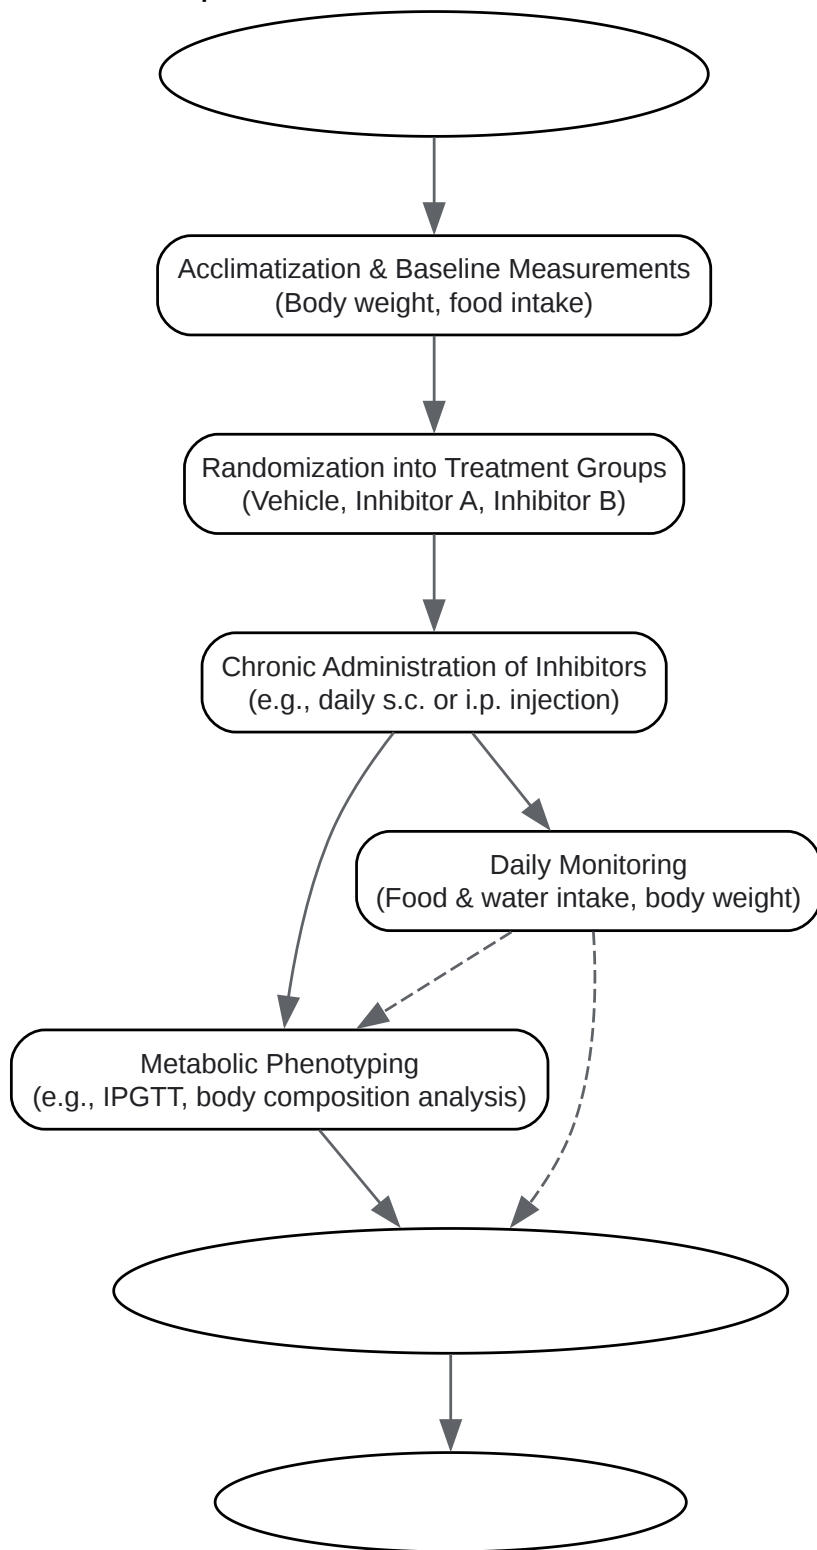 Acclimatization & Baseline Measurements
(Body weight, food intake)
Randomization into Treatment Groups
(Vehicle, Inhibitor A, Inhibitor B)
Chronic Administration of Inhibitors
(e.g., daily s.c. or i.p. injection)
Daily Monitoring
(Food & water intake, body weight)
Metabolic Phenotyping
(e.g., IPGTT, body composition analysis)